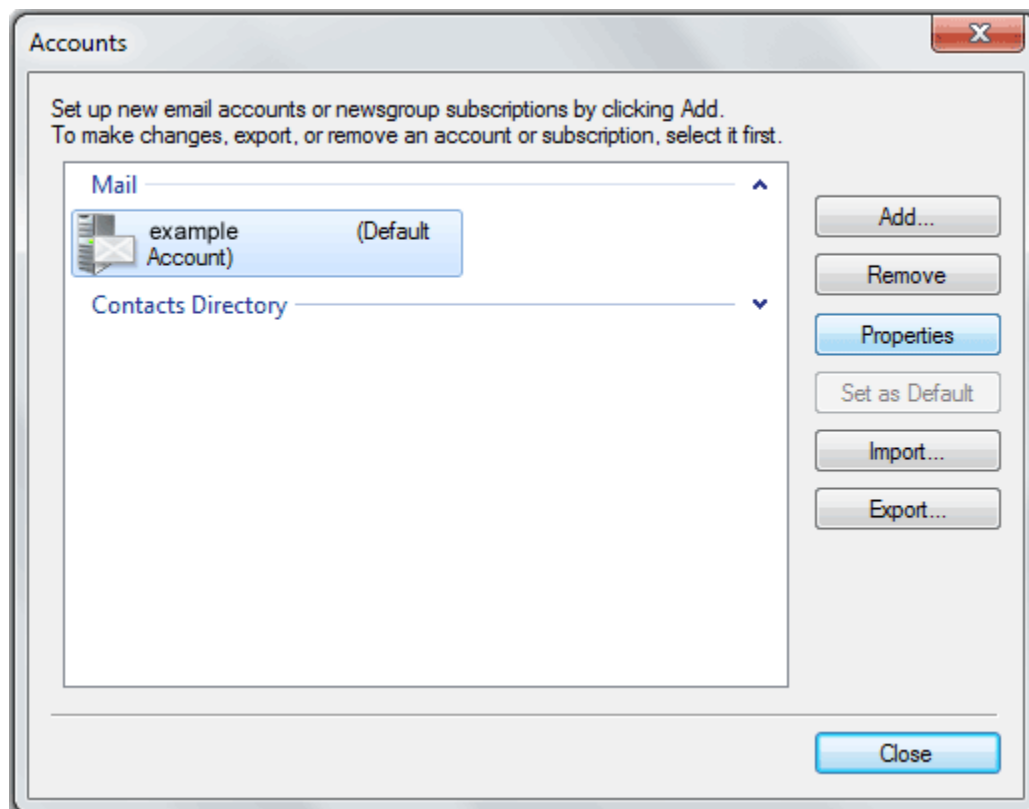 Accounts
Set up new email accounts or newsgroup subscriptions by clicking Add.
To make changes, export, or remove an account or subscription, select it first.
Mail
example (Default
Account)
Contacts Directory
Add...
Remove
Properties
Set as Default
Import...
Export...
Close